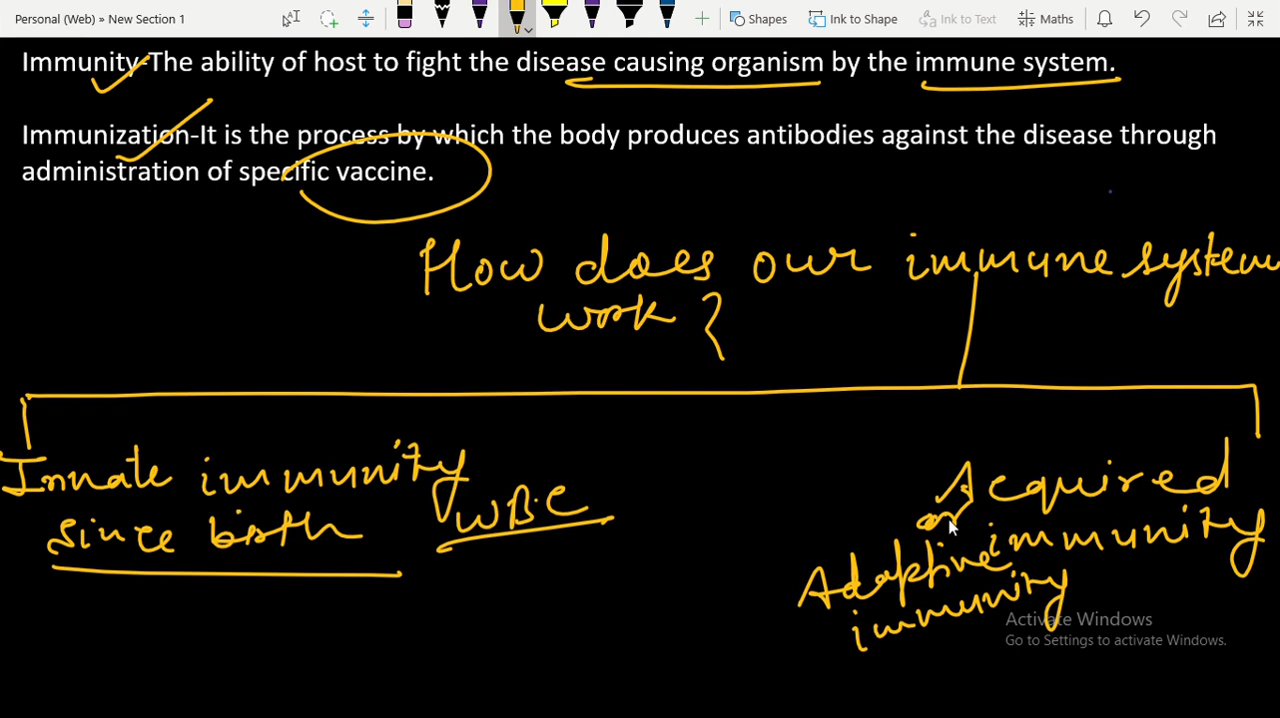 Personal (Web) » New Section 1
Shapes
Ink to Shape
Ink to Text
Maths
Immunity-The ability of host to fight the disease causing organism by the immune system.
Immunization-It is the process by which the body produces antibodies against the disease through
administration of specific vaccine.
How does our immune system
work?
Innate immunity
since birth
WBC
Acquired
or
immunity
Adaptive
immunity
Activate Windows
Go to Settings to activate Windows.